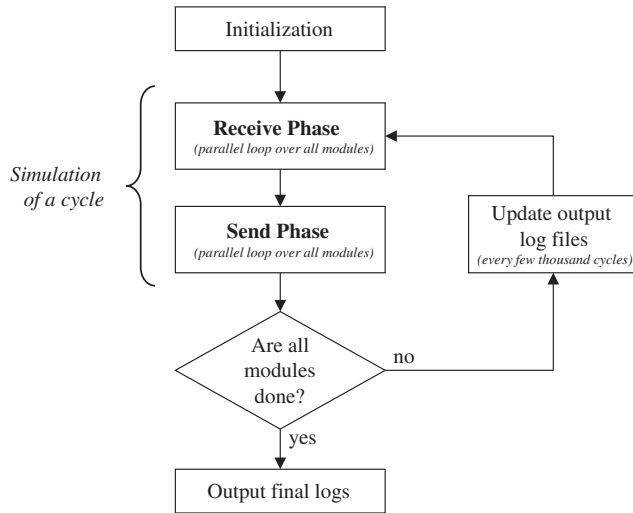 Initialization
Receive Phase
(parallel loop over all modules)
Simulation
of a cycle
Send Phase
(parallel loop over all modules)
Update output
log files
(every few thousand cycles)
Are all
modules
done?
no
yes
Output final logs